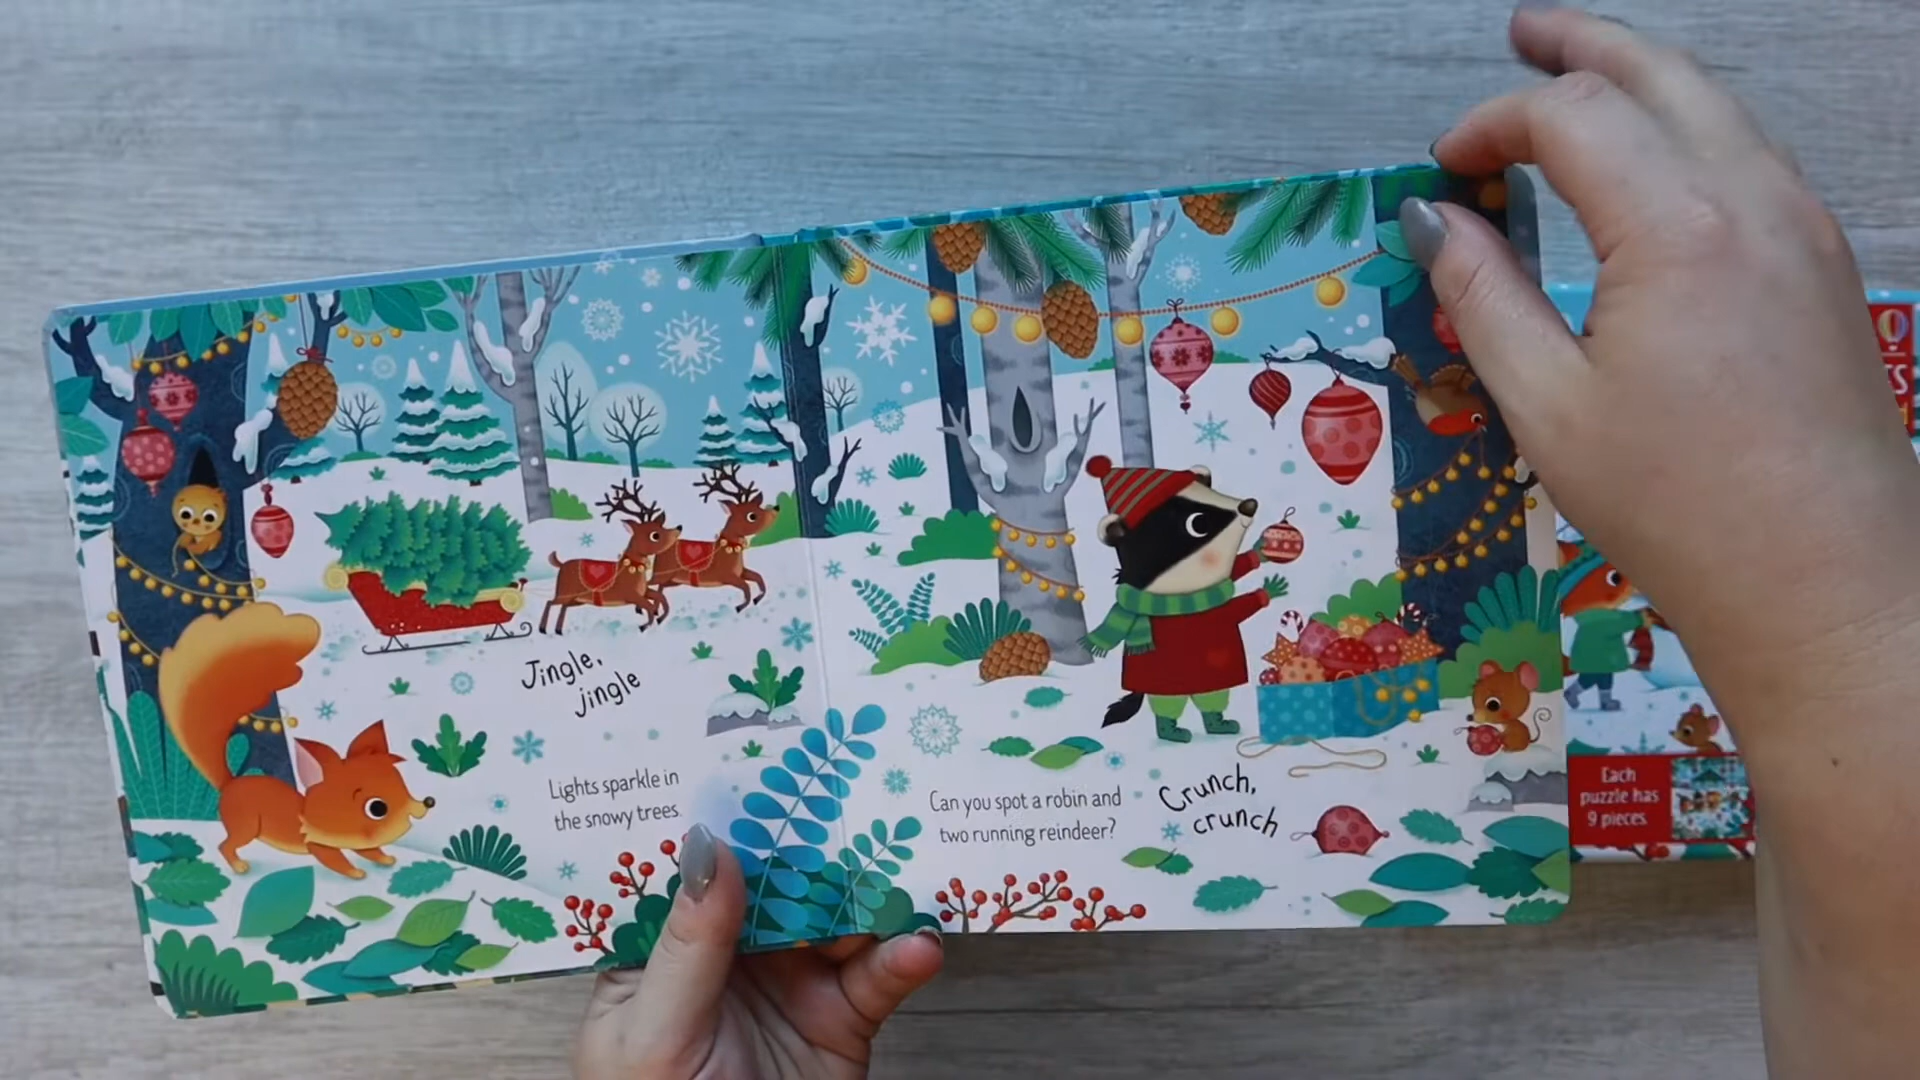 Jingle,
jingle
Lights sparkle in
the snowy trees.
Can you spot a robin and
two running reindeer?
Crunch,
crunch
Each
puzzle has
9 pieces